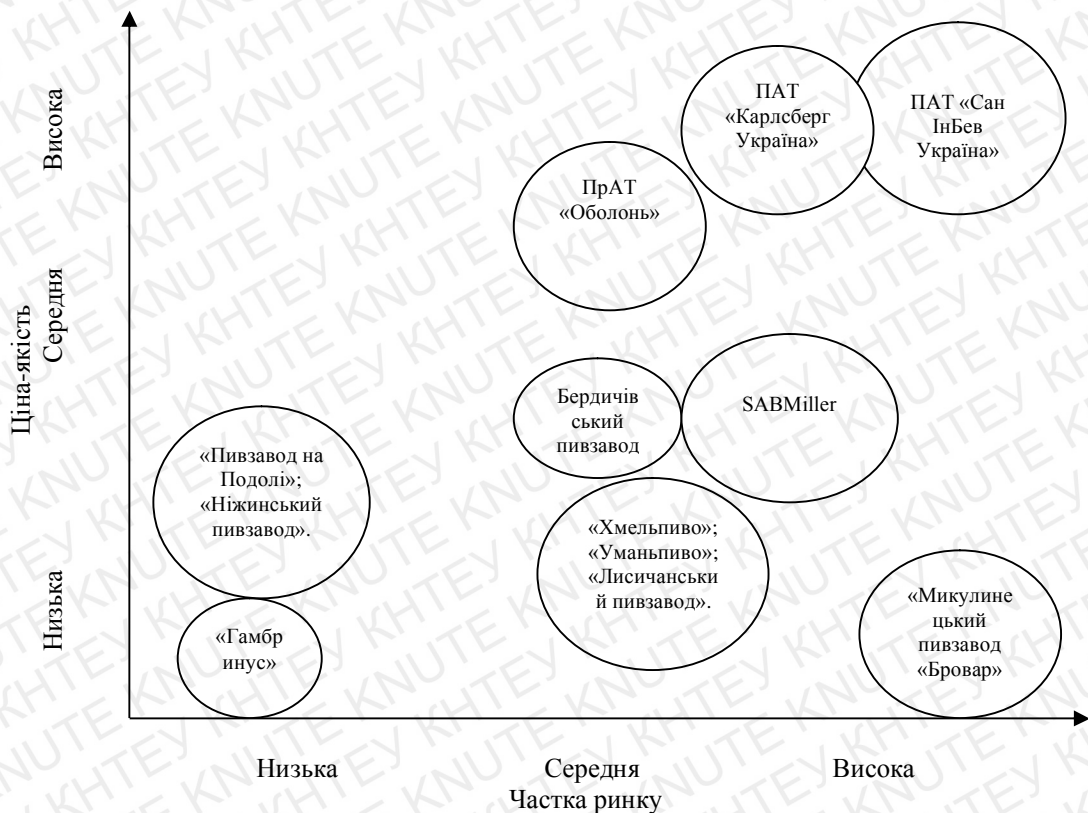 Висока
ПАТ
«Карлсберг
Україна»
ПАТ «Сан
ІнБев
Україна»
ПрАТ
«Оболонь»
Ціна-якість
Середня
Бердичів
ський
пивзавод
SABMiller
«Пивзавод на
Подолі»;
«Ніжинський
пивзавод».
«Хмельпиво»;
«Уманьпиво»;
«Лисичанськи
й пивзавод».
Низька
«Гамбр
инус»
«Микулине
цький
пивзавод
«Бровар»
Низька
Середня
Висока
Частка ринку
КНТЕУ KNUTE